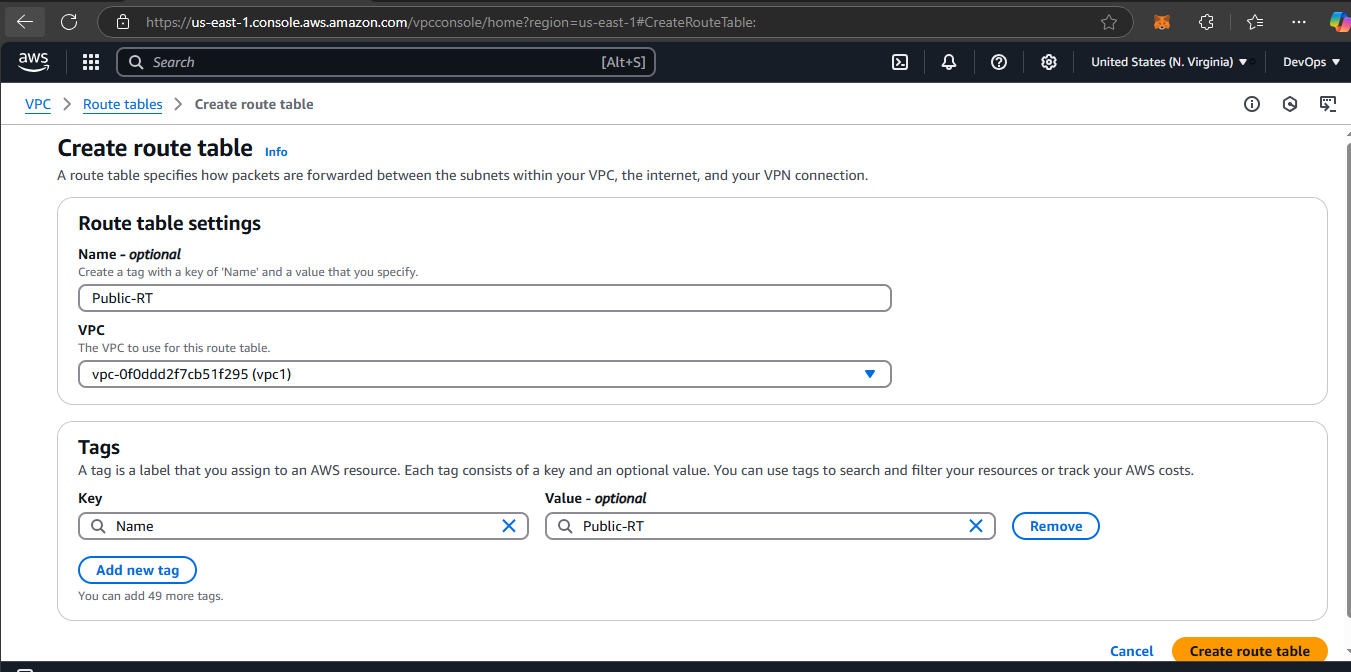 https://us-east-1.console.aws.amazon.com/vpcconsole/home?region=us-east-1#CreateRouteTable:
aws Search [Alt+S] United States (N. Virginia) DevOps
VPC Route tables Create route table
Create route table Info
A route table specifies how packets are forwarded between the subnets within your VPC, the internet, and your VPN connection.
Route table settings
Name - optional
Create a tag with a key of 'Name' and a value that you specify.
Public-RT
VPC
The VPC to use for this route table.
vpc-0f0ddd2f7cb51f295 (vpc1)
Tags
A tag is a label that you assign to an AWS resource. Each tag consists of a key and an optional value. You can use tags to search and filter your resources or track your AWS costs.
Key Value - optional
Name Public-RT Remove
Add new tag
You can add 49 more tags.
Cancel Create route table